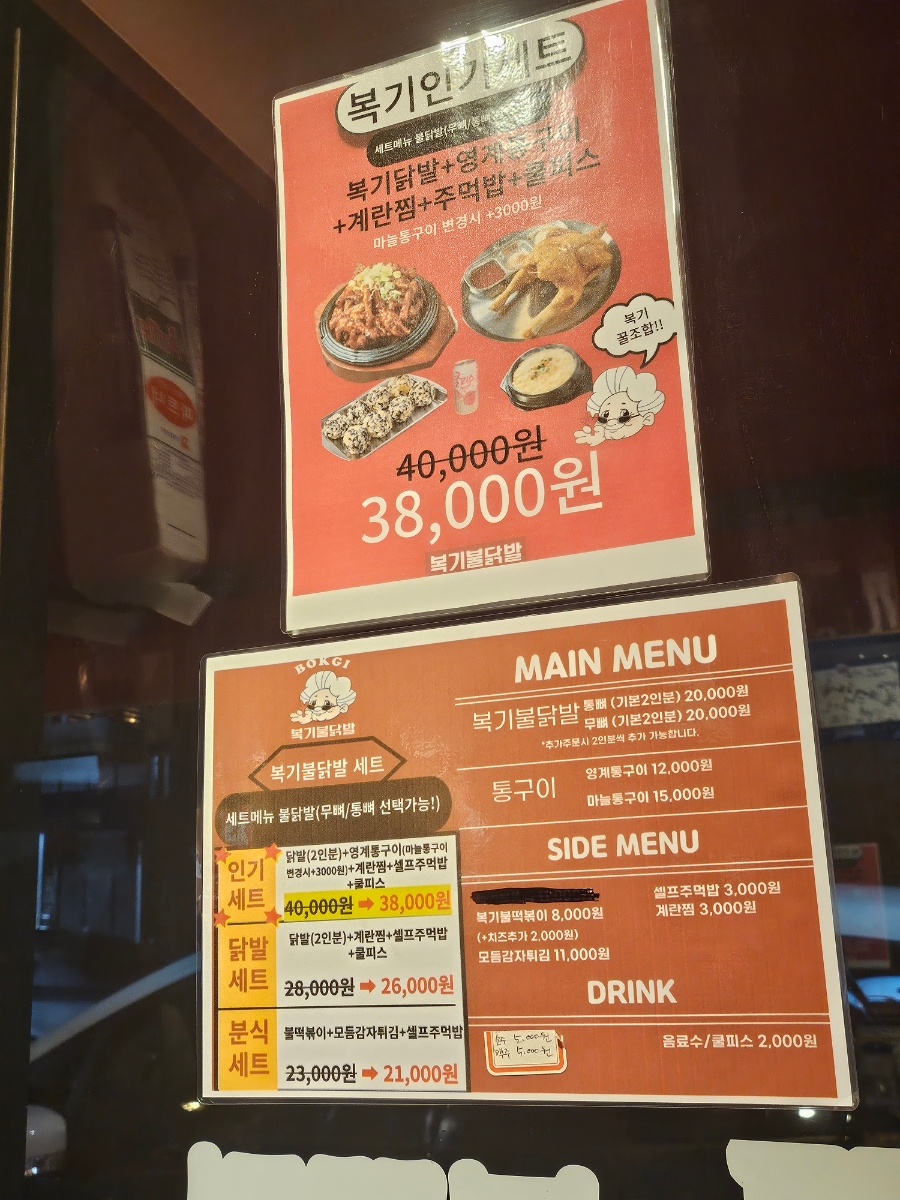 복기인기세트
세트메뉴 불닭발(무뼈/통뼈
복기닭발+영계통구이
+계란찜+주먹밥+쿨피스
마늘통구이 변경시 +3000원
복기
꿀조합!!
쿨피스
40,000원
38,000원
복기불닭발
BOKGI
복기불닭발
복기불닭발 세트
세트메뉴 불닭발(무뼈/통뼈 선택가능!)
인기
세트
닭발(2인분)+영계통구이(마늘통구이
변경시+3000원)+계란찜+셀프주먹밥
+쿨피스
40,000원 ➡ 38,000원
닭발
세트
닭발(2인분)+계란찜+셀프주먹밥
+쿨피스
28,000원 ➡ 26,000원
분식
세트
불떡볶이+모듬감자튀김+셀프주먹밥
23,000원 ➡ 21,000원
MAIN MENU
복기불닭발
통뼈 (기본2인분) 20,000원
무뼈 (기본2인분) 20,000원
*추가주문시 2인분씩 추가 가능합니다.
통구이
영계통구이 12,000원
마늘통구이 15,000원
SIDE MENU
복기불떡볶이 8,000원
(+치즈추가 2,000원)
모듬감자튀김 11,000원
셀프주먹밥 3,000원
계란찜 3,000원
DRINK
소주 5,000원
맥주 5,000원
음료수/쿨피스 2,000원